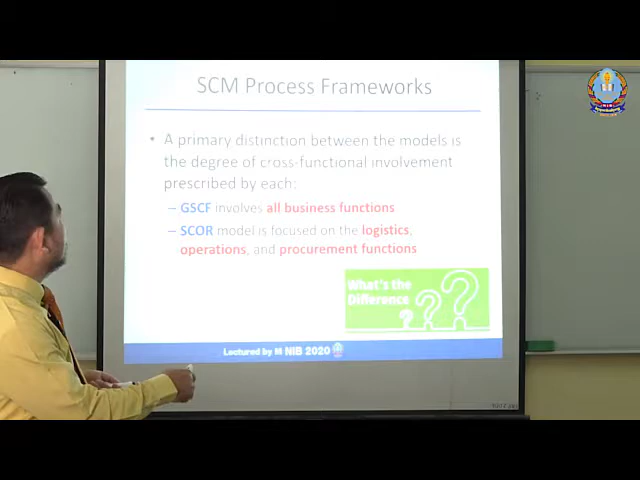 SCM Process Frameworks
• A primary distinction between the models is
the degree of cross-functional involvement
prescribed by each:
– GSCF involves all business functions
– SCOR model is focused on the logistics,
operations, and procurement functions
What's the
Difference
Lectured by M NIB 2020